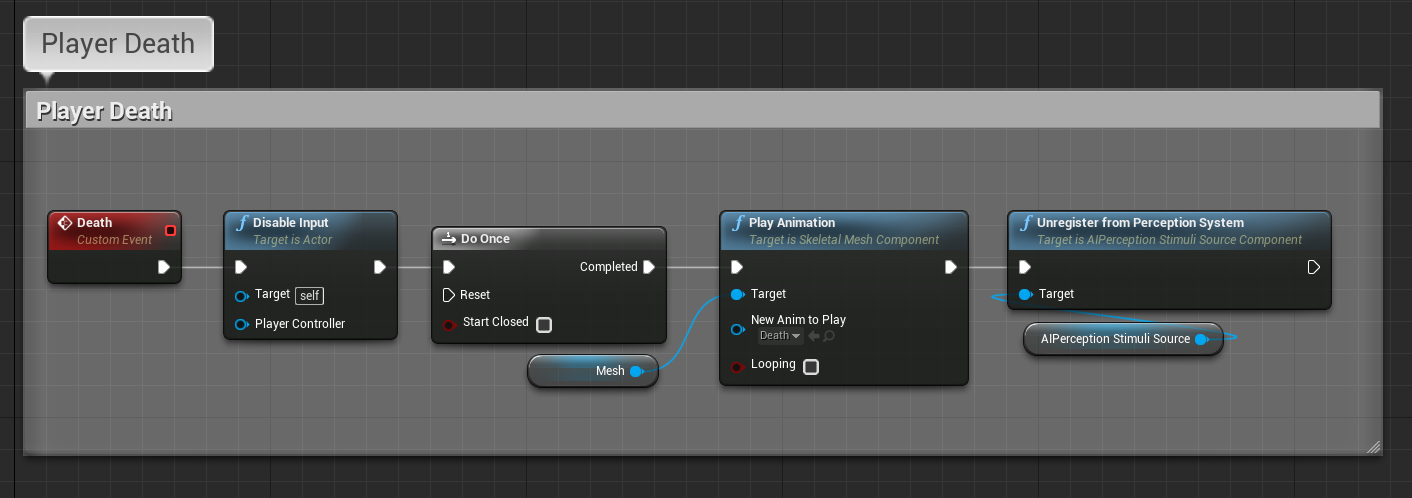 Player Death
Player Death
Death
Custom Event
Disable Input
Target is Actor
Target self
Player Controller
Do Once
Completed
Reset
Start Closed
Mesh
Play Animation
Target is Skeletal Mesh Component
Target
New Anim to Play
Death
Looping
Unregister from Perception System
Target is AIPerception Stimuli Source Component
Target
AIPerception Stimuli Source